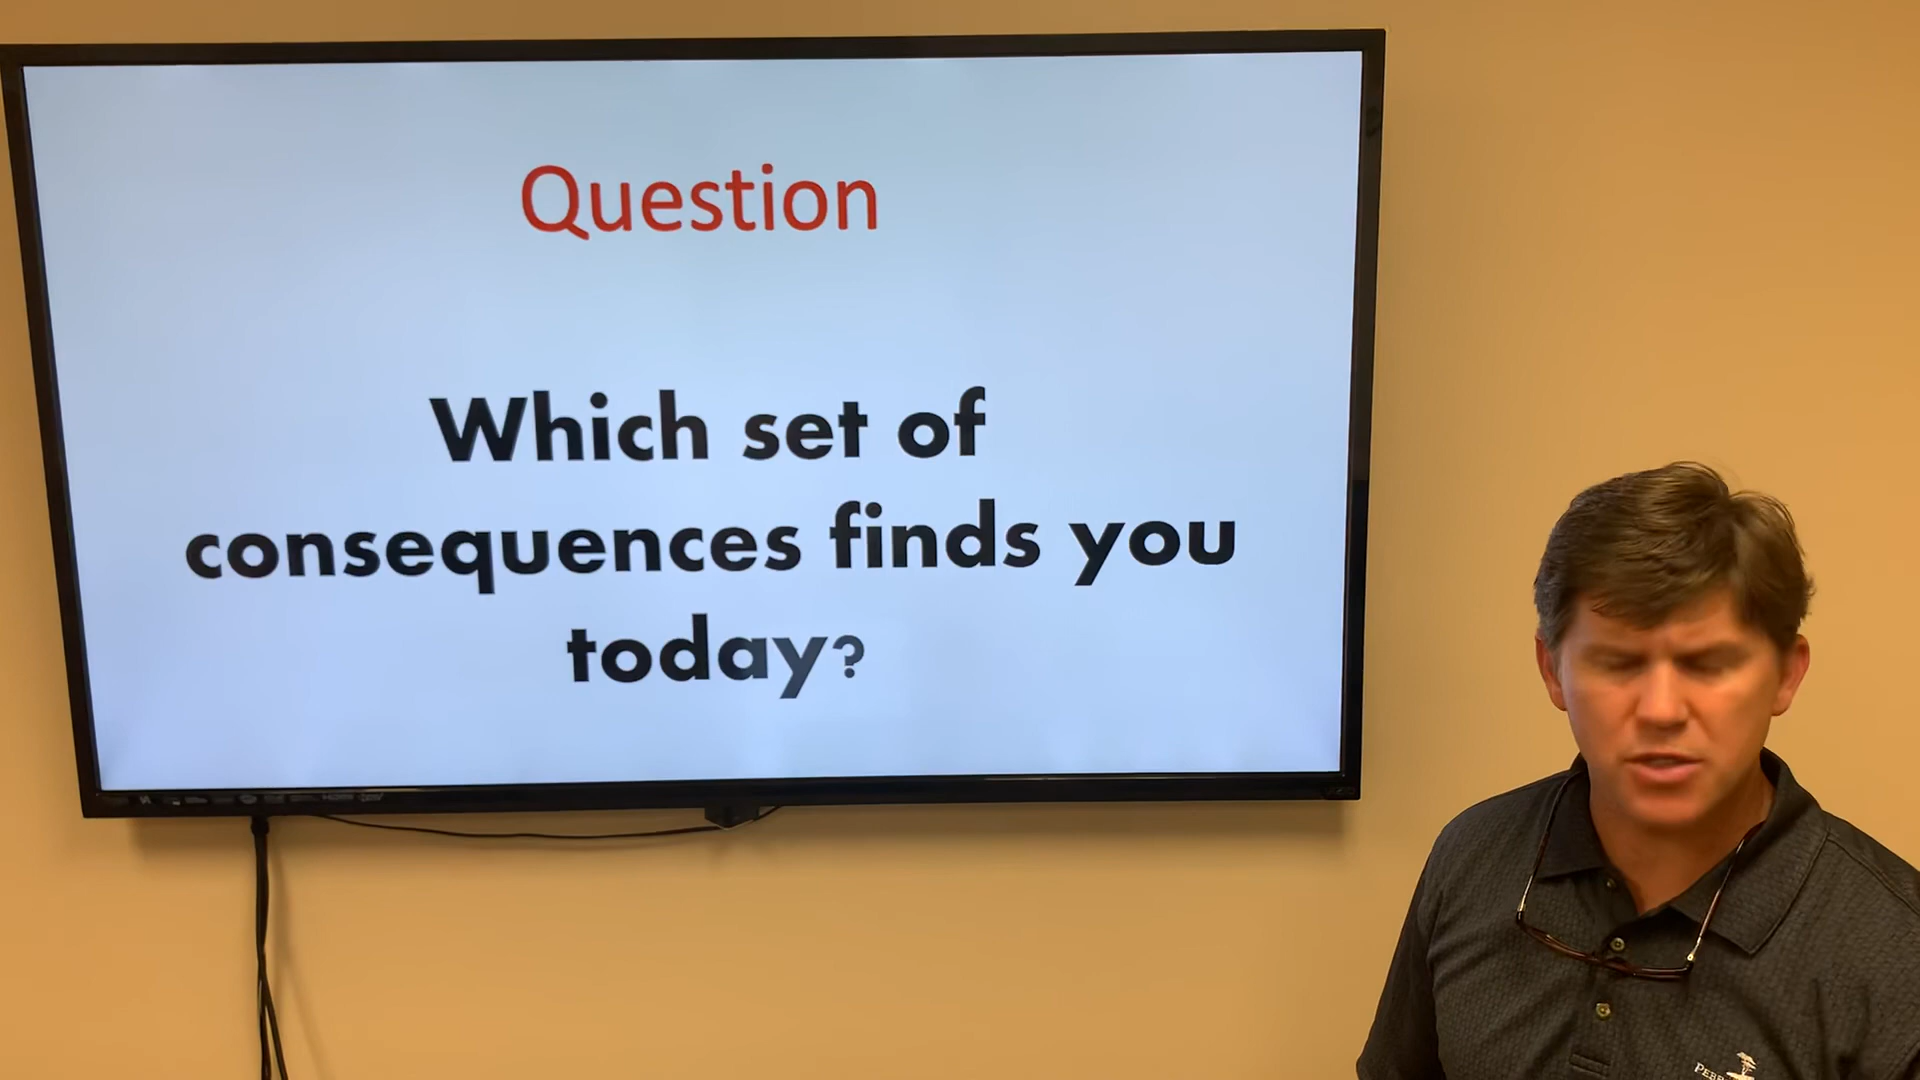 Question
Which set of
consequences finds you
today?